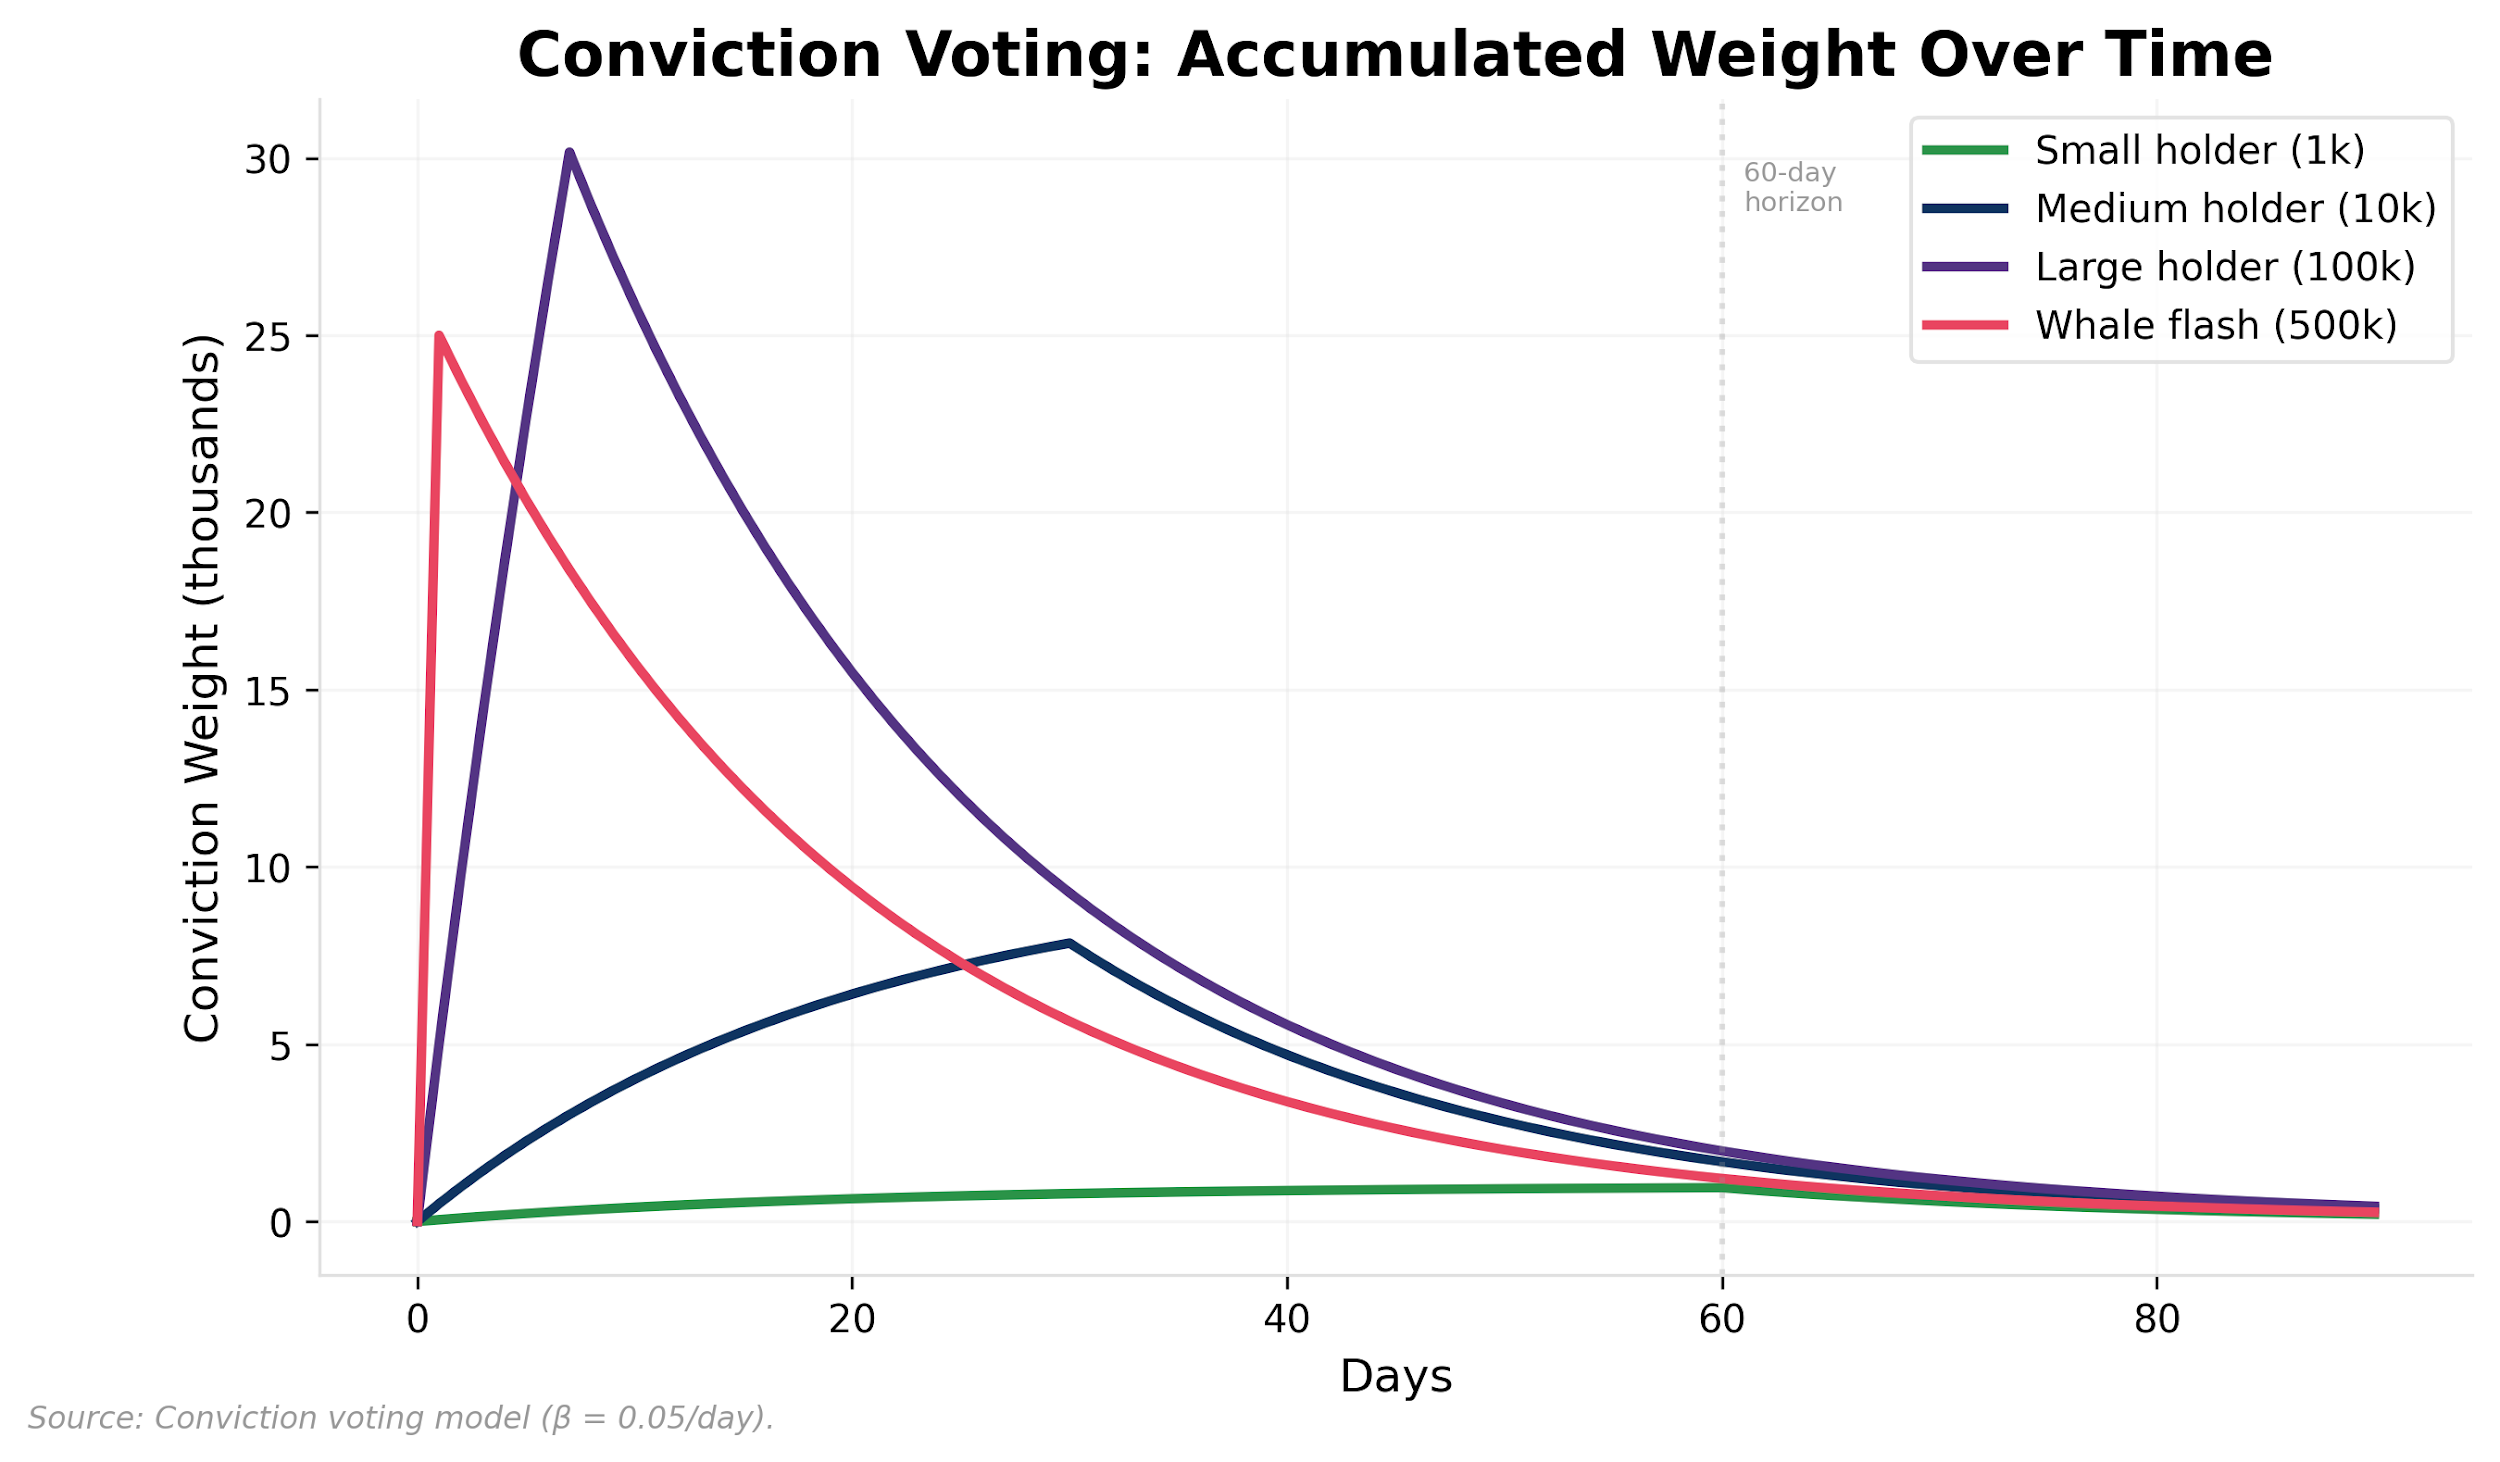 Conviction Voting: Accumulated Weight Over Time
Conviction Weight (thousands)
30
25
20
15
10
5
0
60-day
horizon
Small holder (1k)
Medium holder (10k)
Large holder (100k)
Whale flash (500k)
0
20
40
60
80
Days
Source: Conviction voting model (β = 0.05/day).